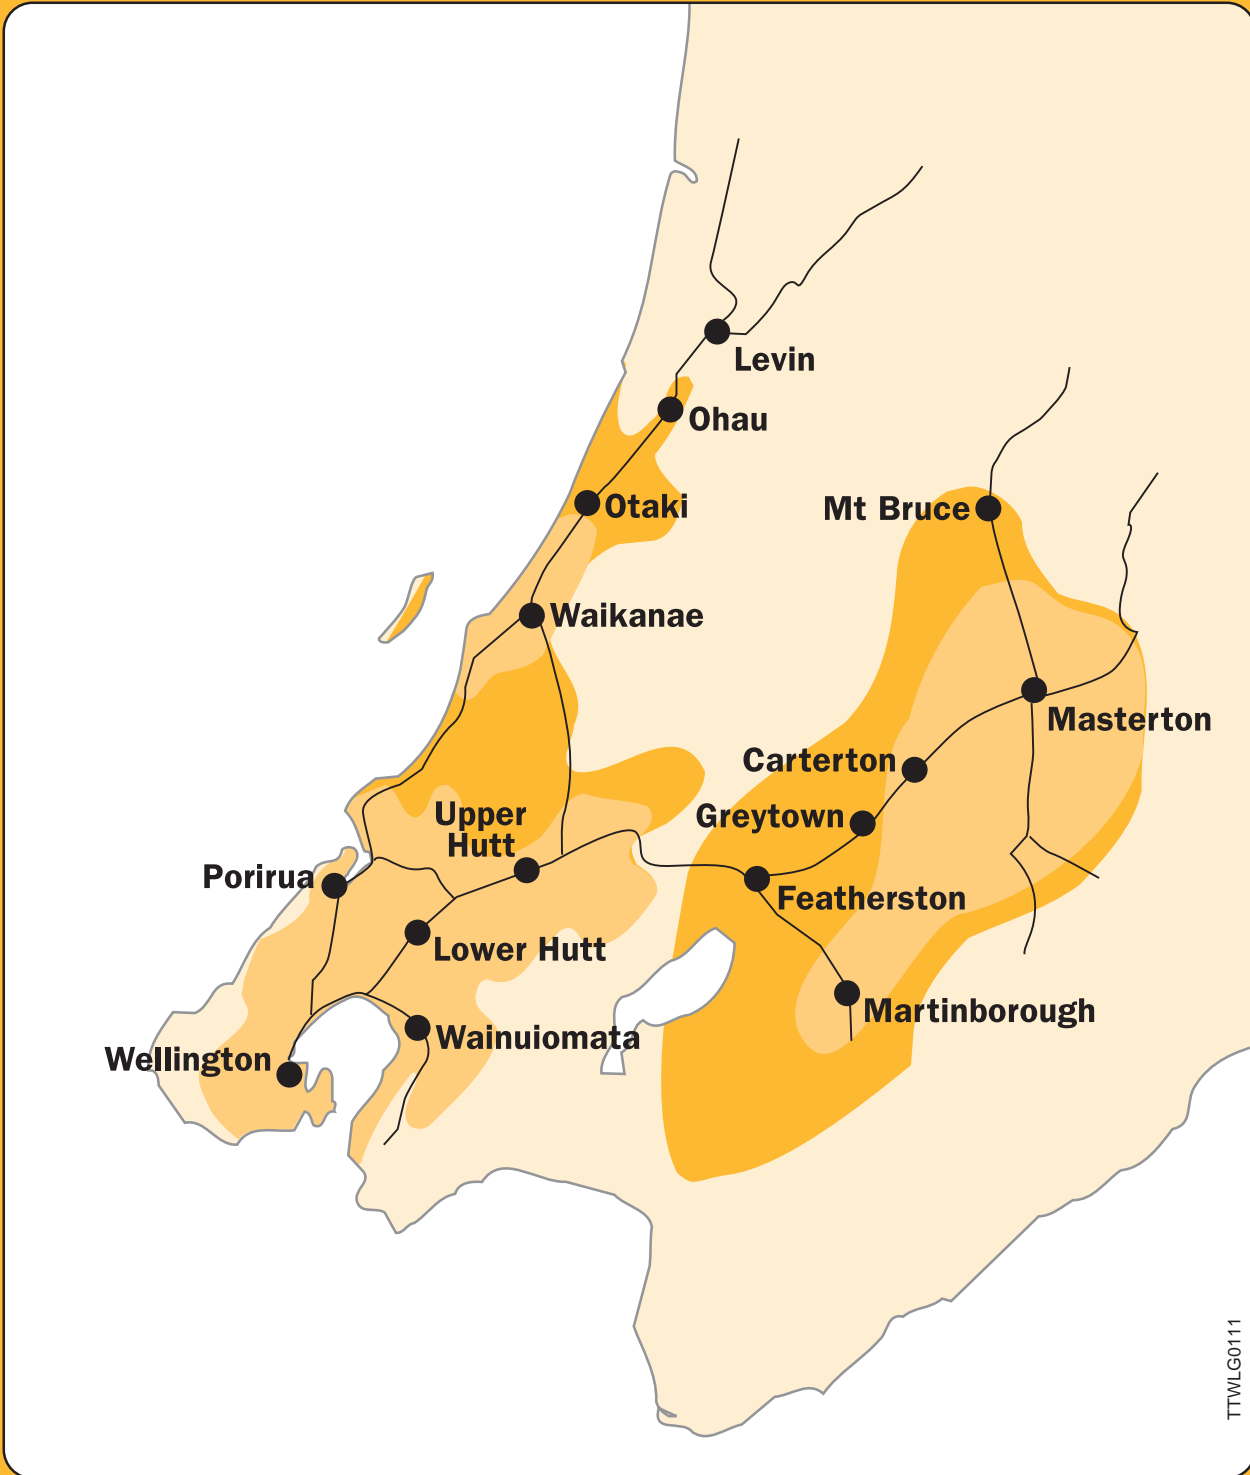 Levin
Ohau
Otaki
Mt Bruce
Waikanae
Masterton
Carterton
Upper
Hutt
Greytown
Porirua
Featherston
Lower Hutt
Martinborough
Wainuiomata
Wellington
TTWLG0111